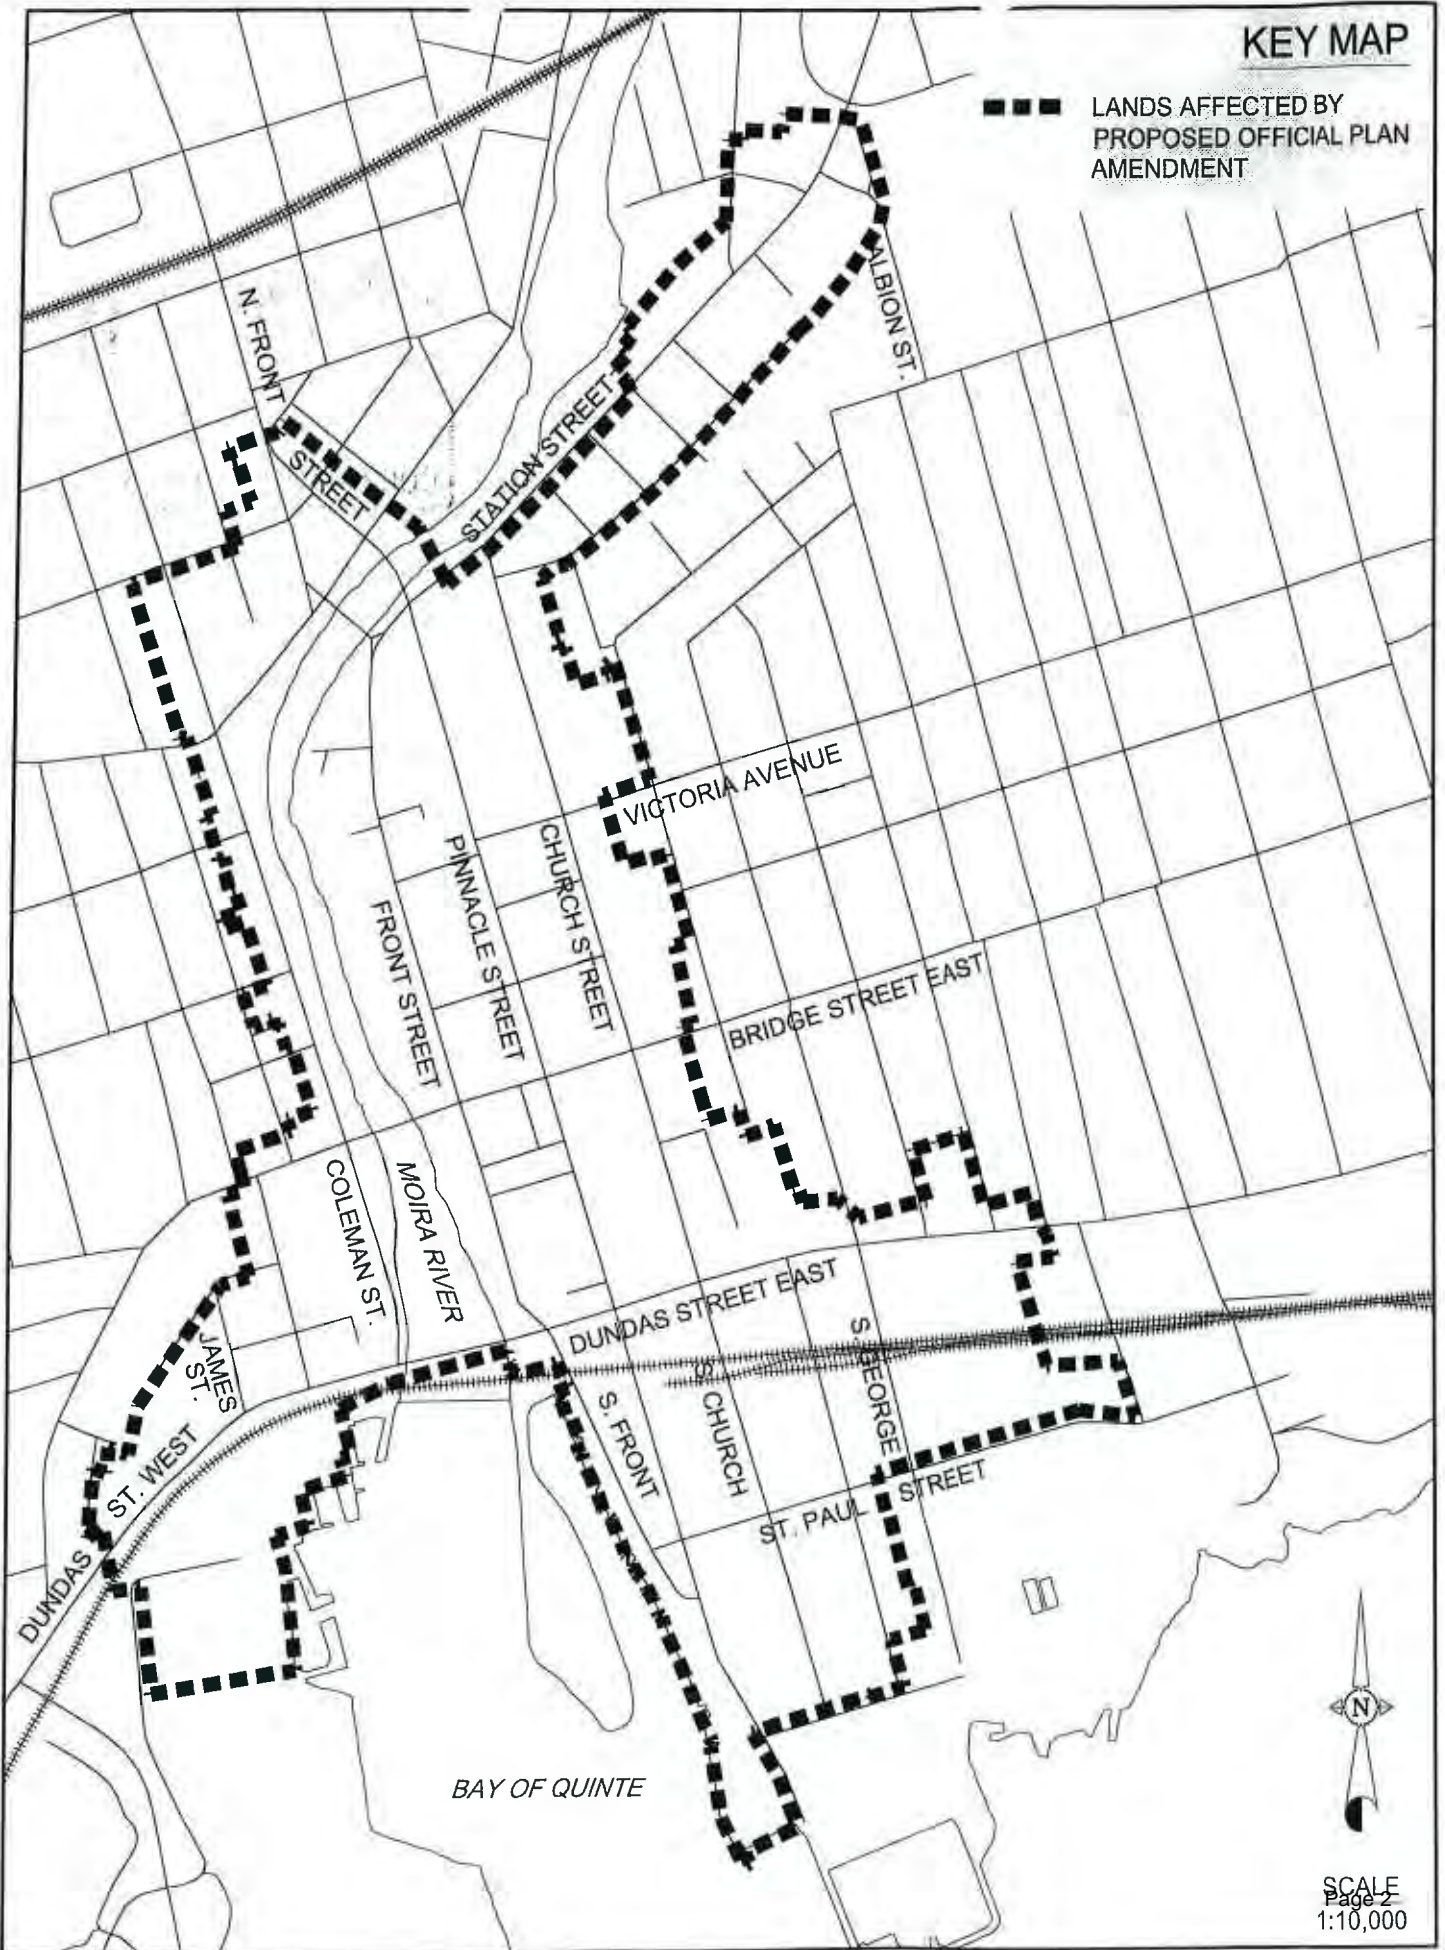 KEY MAP
LANDS AFFECTED BY
PROPOSED OFFICIAL PLAN
AMENDMENT
ALBION ST.
N. FRONT
STREET
STATION STREET
VICTORIA AVENUE
PINNACLE STREET
CHURCH STREET
FRONT STREET
BRIDGE STREET EAST
COLEMAN ST.
MOIRA RIVER
DUNDAS STREET EAST
JAMES
ST.
S. GEORGE
S. CHURCH
S. FRONT
DUNDAS ST. WEST
ST. PAUL STREET
BAY OF QUINTE
N
SCALE
Page 2
1:10,000